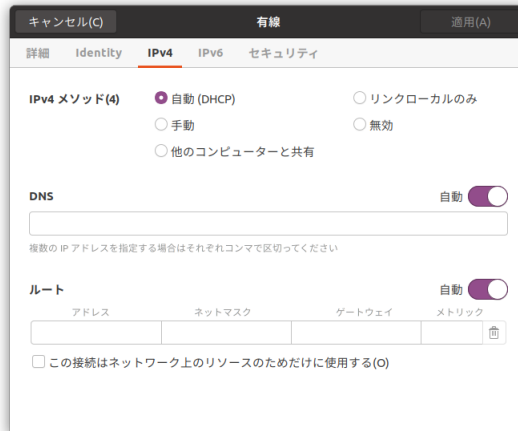 キャンセル(C) 有線 適用(A)
詳細 Identity IPv4 IPv6 セキュリティ
IPv4 メソッド(4) 自動 (DHCP) リンクローカルのみ
手動 無効
他のコンピューターと共有
DNS 自動
複数の IP アドレスを指定する場合はそれぞれコンマで区切ってください
ルート 自動
アドレス ネットマスク ゲートウェイ メトリック
この接続はネットワーク上のリソースのためだけに使用する(O)